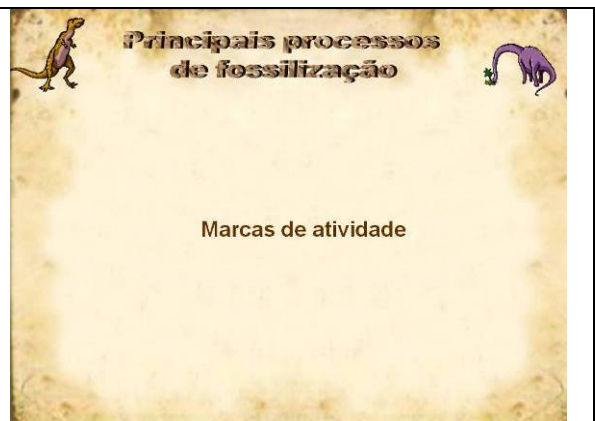 Principais processos
de fossilização
Marcas de atividade